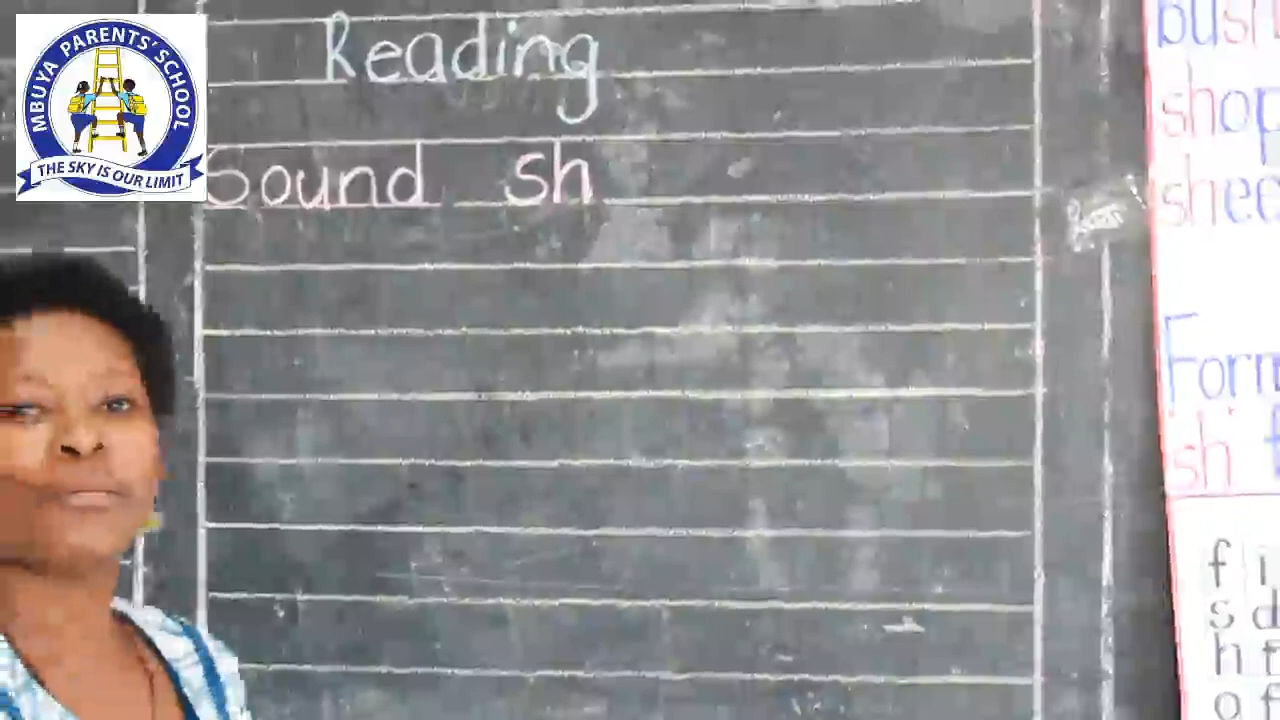 MBUYA PARENTS' SCHOOL
THE SKY IS OUR LIMIT
Reading
Sound sh
bush
shop
shee
Form
'sh'
f i
s d
h f
o f